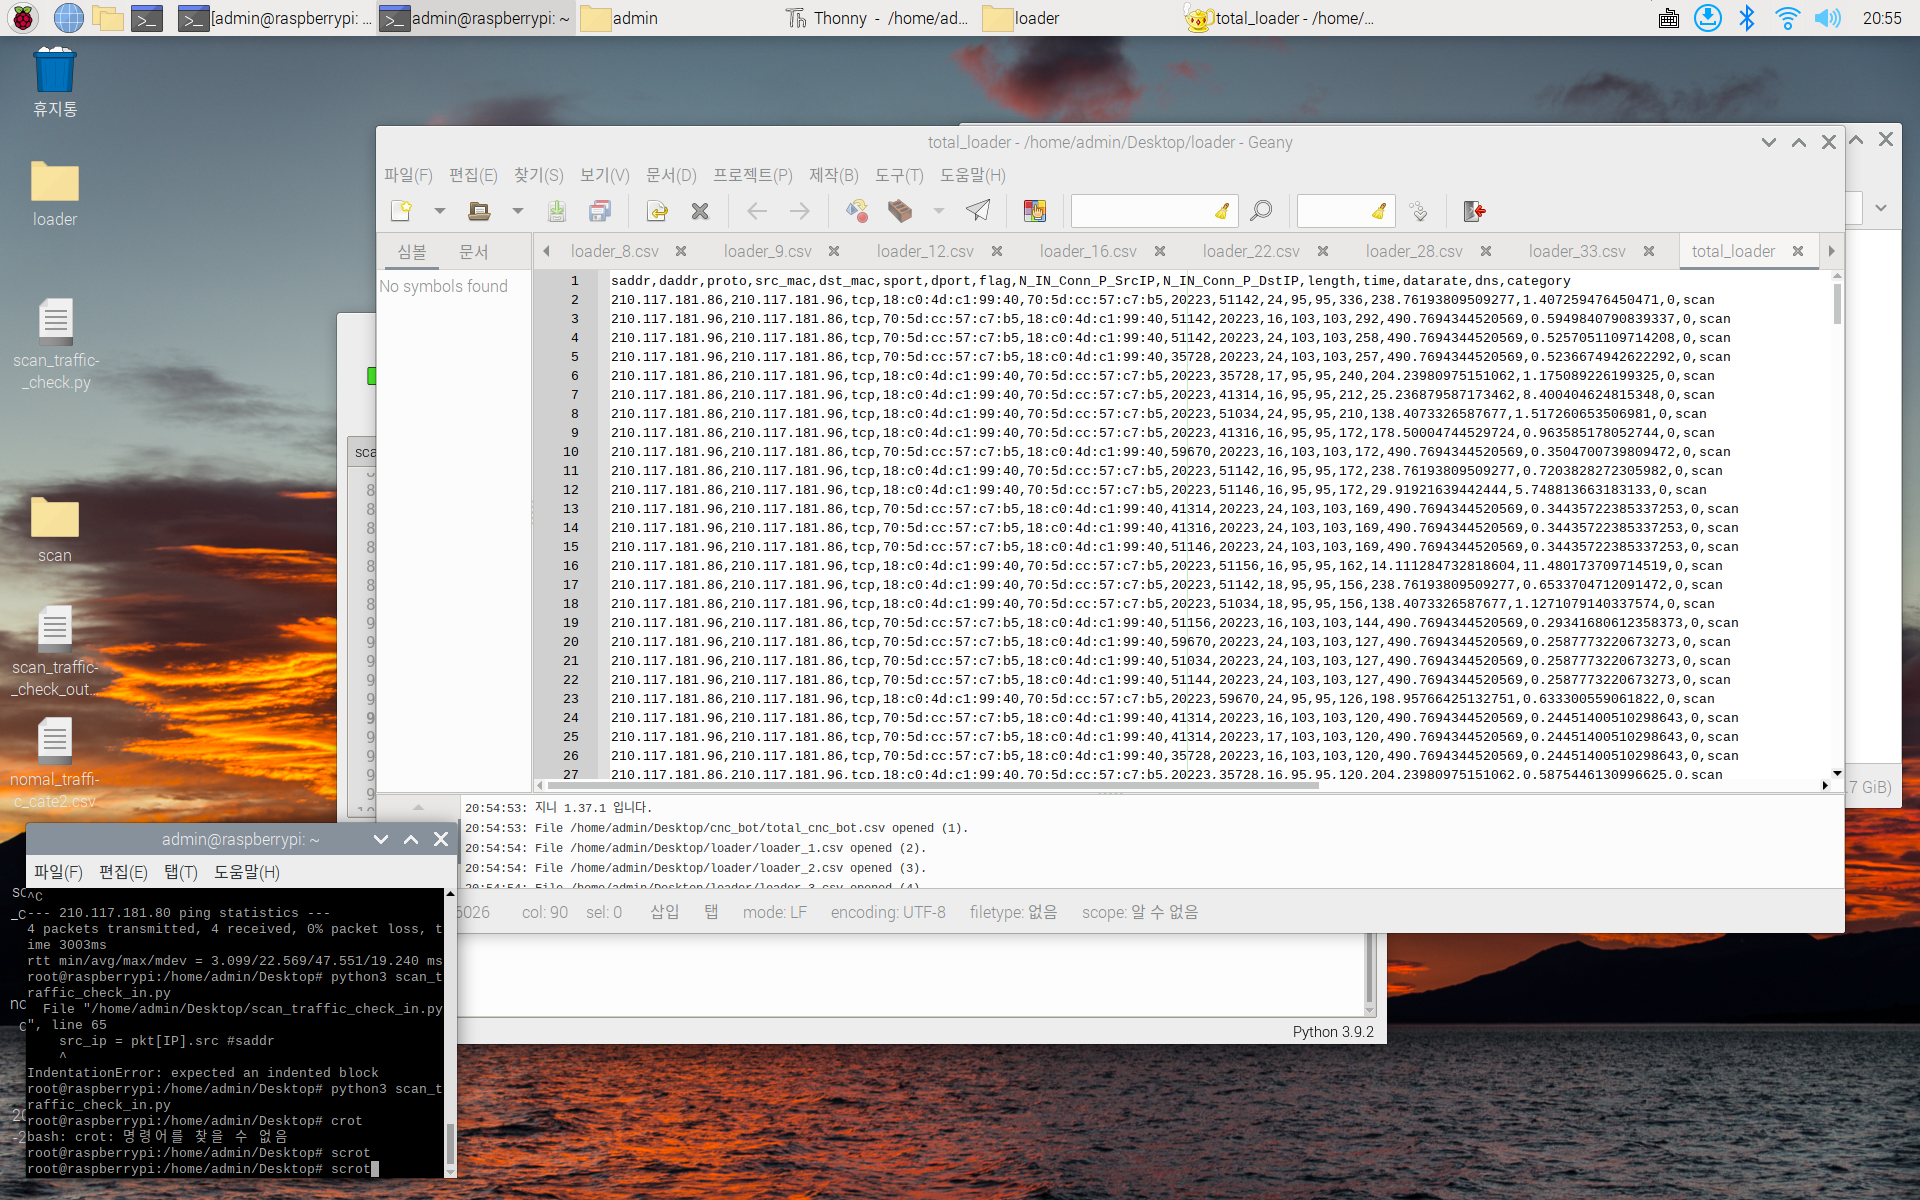 [admin@raspberrypi: ...
admin@raspberrypi: ~
admin
Thonny - /home/ad...
loader
total_loader - /home/...
20:55
휴지통
loader
scan_traffic-
_check.py
scan
scan_traffic-
_check_out...
nomal_traffi-
c_cate2.csv
total_loader - /home/admin/Desktop/loader - Geany
파일(F) 편집(E) 찾기(S) 보기(V) 문서(D) 프로젝트(P) 제작(B) 도구(T) 도움말(H)
심볼 문서
loader_8.csv loader_9.csv loader_12.csv loader_16.csv loader_22.csv loader_28.csv loader_33.csv total_loader
No symbols found
1 saddr,daddr,proto,src_mac,dst_mac,sport,dport,flag,N_IN_Conn_P_SrcIP,N_IN_Conn_P_DstIP,length,time,datarate,dns,category
2 210.117.181.86,210.117.181.96,tcp,18:c0:4d:c1:99:40,70:5d:cc:57:c7:b5,20223,51142,24,95,95,336,238.76193809509277,1.407259476450471,0,scan
3 210.117.181.96,210.117.181.86,tcp,70:5d:cc:57:c7:b5,18:c0:4d:c1:99:40,51142,20223,16,103,103,292,490.7694344520569,0.5949840790839337,0,scan
4 210.117.181.96,210.117.181.86,tcp,70:5d:cc:57:c7:b5,18:c0:4d:c1:99:40,51142,20223,24,103,103,258,490.7694344520569,0.5257051109714208,0,scan
5 210.117.181.96,210.117.181.86,tcp,70:5d:cc:57:c7:b5,18:c0:4d:c1:99:40,35728,20223,24,103,103,257,490.7694344520569,0.5236674942622292,0,scan
6 210.117.181.86,210.117.181.96,tcp,18:c0:4d:c1:99:40,70:5d:cc:57:c7:b5,20223,35728,17,95,95,240,204.23980975151062,1.175089226199325,0,scan
7 210.117.181.86,210.117.181.96,tcp,18:c0:4d:c1:99:40,70:5d:cc:57:c7:b5,20223,41314,16,95,95,212,25.236879587173462,8.400404624815348,0,scan
8 210.117.181.86,210.117.181.96,tcp,18:c0:4d:c1:99:40,70:5d:cc:57:c7:b5,20223,51034,24,95,95,210,138.4073326587677,1.517260653506981,0,scan
9 210.117.181.86,210.117.181.96,tcp,18:c0:4d:c1:99:40,70:5d:cc:57:c7:b5,20223,41316,16,95,95,172,178.50004744529724,0.963585178052744,0,scan
10 210.117.181.96,210.117.181.86,tcp,70:5d:cc:57:c7:b5,18:c0:4d:c1:99:40,59670,20223,16,103,103,172,490.7694344520569,0.3504700739809472,0,scan
11 210.117.181.86,210.117.181.96,tcp,18:c0:4d:c1:99:40,70:5d:cc:57:c7:b5,20223,51142,16,95,95,172,238.76193809509277,0.7203828272305982,0,scan
12 210.117.181.86,210.117.181.96,tcp,18:c0:4d:c1:99:40,70:5d:cc:57:c7:b5,20223,51146,16,95,95,172,29.91921639442444,5.748813663183133,0,scan
13 210.117.181.96,210.117.181.86,tcp,70:5d:cc:57:c7:b5,18:c0:4d:c1:99:40,41314,20223,24,103,103,169,490.7694344520569,0.34435722385337253,0,scan
14 210.117.181.96,210.117.181.86,tcp,70:5d:cc:57:c7:b5,18:c0:4d:c1:99:40,41316,20223,24,103,103,169,490.7694344520569,0.34435722385337253,0,scan
15 210.117.181.96,210.117.181.86,tcp,70:5d:cc:57:c7:b5,18:c0:4d:c1:99:40,51146,20223,24,103,103,169,490.7694344520569,0.34435722385337253,0,scan
16 210.117.181.86,210.117.181.96,tcp,18:c0:4d:c1:99:40,70:5d:cc:57:c7:b5,20223,51156,16,95,95,162,14.111284732818604,11.480173709714519,0,scan
17 210.117.181.86,210.117.181.96,tcp,18:c0:4d:c1:99:40,70:5d:cc:57:c7:b5,20223,51142,18,95,95,156,238.76193809509277,0.6533704712091472,0,scan
18 210.117.181.86,210.117.181.96,tcp,18:c0:4d:c1:99:40,70:5d:cc:57:c7:b5,20223,51034,18,95,95,156,138.4073326587677,1.1271079140337574,0,scan
19 210.117.181.96,210.117.181.86,tcp,70:5d:cc:57:c7:b5,18:c0:4d:c1:99:40,51156,20223,24,103,103,144,490.7694344520569,0.29341680612358373,0,scan
20 210.117.181.96,210.117.181.86,tcp,70:5d:cc:57:c7:b5,18:c0:4d:c1:99:40,59670,20223,24,103,103,127,490.7694344520569,0.2587773220673273,0,scan
21 210.117.181.96,210.117.181.86,tcp,70:5d:cc:57:c7:b5,18:c0:4d:c1:99:40,51034,20223,24,103,103,127,490.7694344520569,0.2587773220673273,0,scan
22 210.117.181.96,210.117.181.86,tcp,70:5d:cc:57:c7:b5,18:c0:4d:c1:99:40,51144,20223,24,103,103,127,490.7694344520569,0.2587773220673273,0,scan
23 210.117.181.86,210.117.181.96,tcp,18:c0:4d:c1:99:40,70:5d:cc:57:c7:b5,20223,59670,24,95,95,126,198.95766425132751,0.633300559061822,0,scan
24 210.117.181.96,210.117.181.86,tcp,70:5d:cc:57:c7:b5,18:c0:4d:c1:99:40,41314,20223,16,103,103,120,490.7694344520569,0.24451400510298643,0,scan
25 210.117.181.96,210.117.181.86,tcp,70:5d:cc:57:c7:b5,18:c0:4d:c1:99:40,41314,20223,17,103,103,120,490.7694344520569,0.24451400510298643,0,scan
26 210.117.181.96,210.117.181.86,tcp,70:5d:cc:57:c7:b5,18:c0:4d:c1:99:40,35728,20223,16,103,103,120,490.7694344520569,0.24451400510298643,0,scan
27 210.117.181.86,210.117.181.96,tcp,18:c0:4d:c1:99:40,70:5d:cc:57:c7:b5,20223,35728,16,95,95,120,204.23980975151062,0.5875446130996625,0,scan
7 GiB)
20:54:53: 지니 1.37.1 입니다.
20:54:53: File /home/admin/Desktop/cnc_bot/total_cnc_bot.csv opened (1).
20:54:54: File /home/admin/Desktop/loader/loader_1.csv opened (2).
20:54:54: File /home/admin/Desktop/loader/loader_2.csv opened (3).
20:54:54: File /home/admin/Desktop/loader/loader_3.csv opened (4).
6026 col: 90 sel: 0 삽입 탭 mode: LF encoding: UTF-8 filetype: 없음 scope: 알 수 없음
Python 3.9.2
admin@raspberrypi: ~
파일(F) 편집(E) 탭(T) 도움말(H)
^C
--- 210.117.181.80 ping statistics ---
4 packets transmitted, 4 received, 0% packet loss, t
ime 3003ms
rtt min/avg/max/mdev = 3.099/22.569/47.551/19.240 ms
root@raspberrypi:/home/admin/Desktop# python3 scan_t
raffic_check_in.py
File "/home/admin/Desktop/scan_traffic_check_in.py
", line 65
src_ip = pkt[IP].src #saddr
^
IndentationError: expected an indented block
root@raspberrypi:/home/admin/Desktop# python3 scan_t
raffic_check_in.py
root@raspberrypi:/home/admin/Desktop# crot
bash: crot: 명령어를 찾을 수 없음
root@raspberrypi:/home/admin/Desktop# scrot
root@raspberrypi:/home/admin/Desktop# scrot